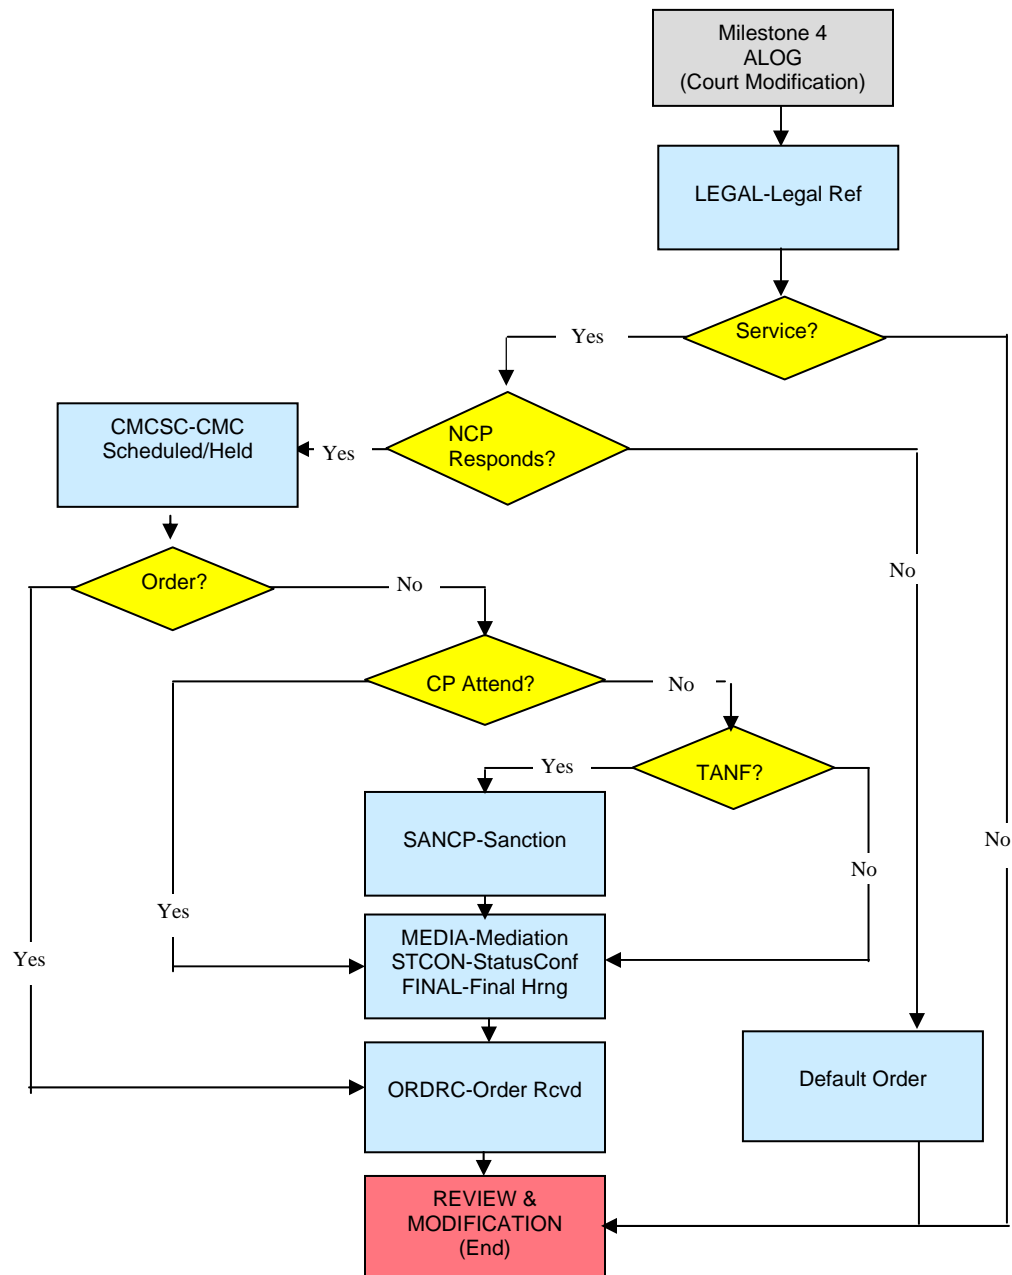 Milestone 4
ALOG
(Court Modification)
LEGAL-Legal Ref
Service?
Yes
NCP
Responds?
Yes
CMCSC-CMC
Scheduled/Held
Order?
No
No
CP Attend?
No
TANF?
Yes
SANCP-Sanction
No
No
Yes
Yes
MEDIA-Mediation
STCON-StatusConf
FINAL-Final Hrng
ORDRC-Order Rcvd
Default Order
REVIEW &
MODIFICATION
(End)